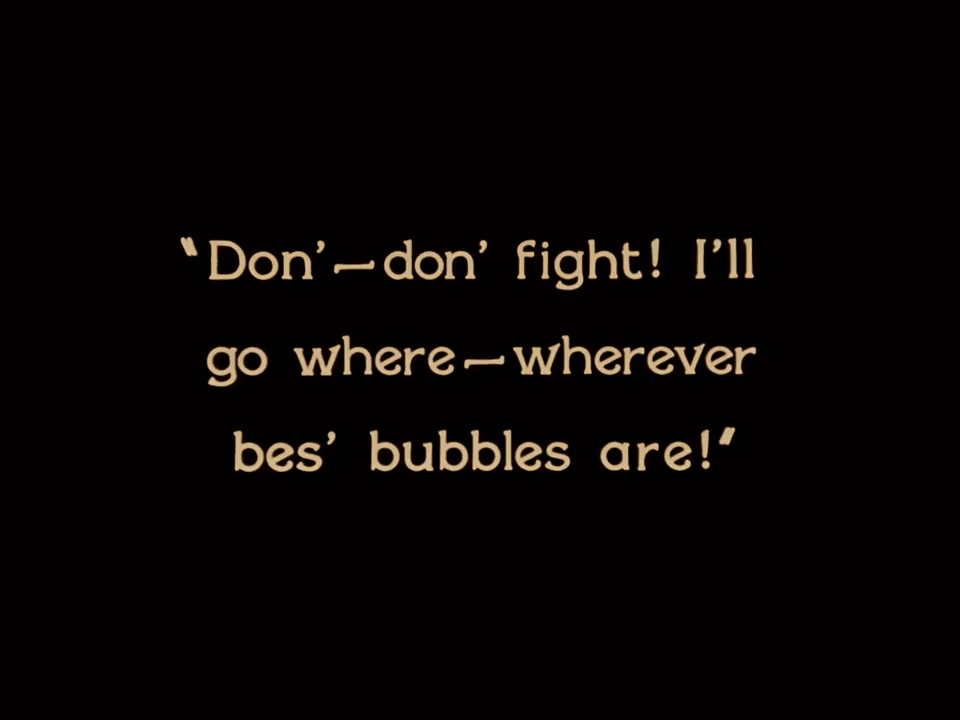 “Don’—don’ fight! I’ll
go where—wherever
bes’ bubbles are!”